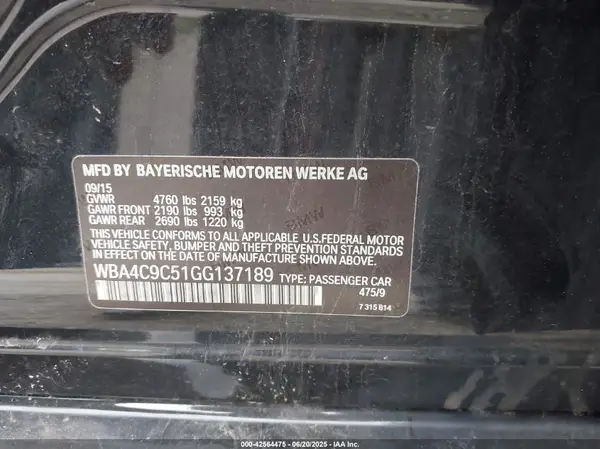 MFD BY BAYERISCHE MOTOREN WERKE AG
09/15
GVWR 4760 lbs 2159 kg
GAWR FRONT 2190 lbs 993 kg
GAWR REAR 2690 lbs 1220 kg
THIS VEHICLE CONFORMS TO ALL APPLICABLE U.S.FEDERAL MOTOR
VEHICLE SAFETY, BUMPER AND THEFT PREVENTION STANDARDS
IN EFFECT ON THE DATE OF MANUFACTURE SHOWN ABOVE.
WBA4C9C51GG137189 TYPE: PASSENGER CAR
475/9
7 315 814
000-42564475 - 06/20/2025 - IAA Inc.